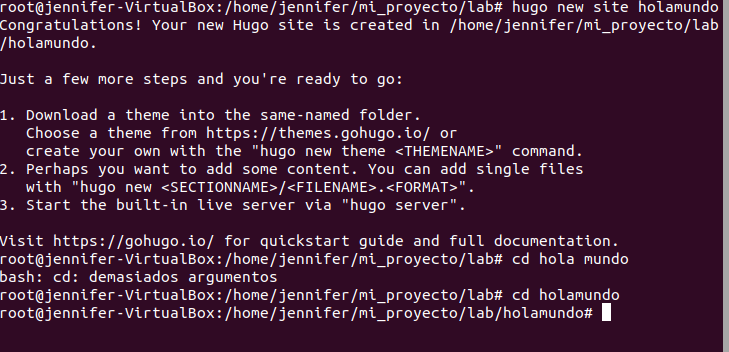 root@jennifer-VirtualBox:/home/jennifer/mi_proyecto/lab# hugo new site holamundo
Congratulations! Your new Hugo site is created in /home/jennifer/mi_proyecto/lab
/holamundo.
Just a few more steps and you're ready to go:
1. Download a theme into the same-named folder.
   Choose a theme from https://themes.gohugo.io/ or
   create your own with the "hugo new theme <THEMENAME>" command.
2. Perhaps you want to add some content. You can add single files
   with "hugo new <SECTIONNAME>/<FILENAME>.<FORMAT>".
3. Start the built-in live server via "hugo server".
Visit https://gohugo.io/ for quickstart guide and full documentation.
root@jennifer-VirtualBox:/home/jennifer/mi_proyecto/lab# cd hola mundo
bash: cd: demasiados argumentos
root@jennifer-VirtualBox:/home/jennifer/mi_proyecto/lab# cd holamundo
root@jennifer-VirtualBox:/home/jennifer/mi_proyecto/lab/holamundo#